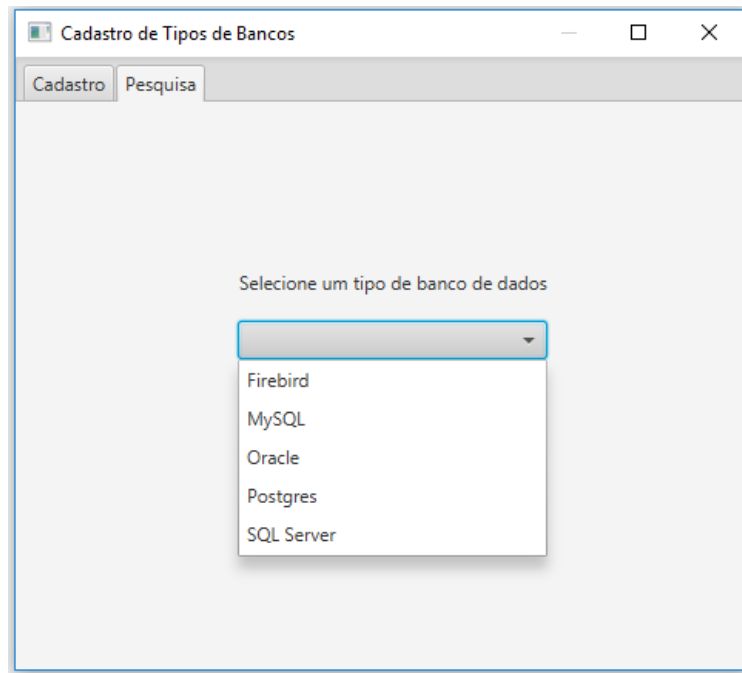 Cadastro de Tipos de Bancos
Cadastro Pesquisa
Selecione um tipo de banco de dados
Firebird
MySQL
Oracle
Postgres
SQL Server